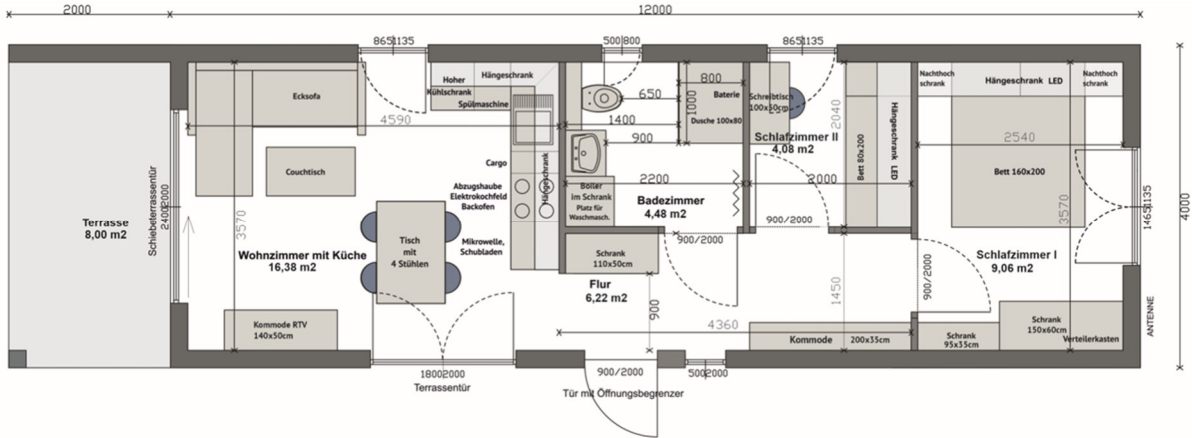 2000
12000
865 1135
500 800
865 1135
Ecksofa
Hoher
Kühlschrank
Hängeschrank
Spülmaschine
4590
Couchtisch
Cargo
Abzugshaube
Elektrokochfeld
Backofen
Hängeschrank
Mikrowelle,
Schubladen
Tisch
mit
4 Stühlen
Wohnzimmer mit Küche
16,38 m2
3570
Kommode RTV
140x50cm
Terrasse
8,00 m2
Schiebeterrassentür
2400 2000
1800 2000
Terrassentür
650
1400
900
800
1000
Baterie
Dusche 100x80
2200
Boiler
im Schrank
Platz für
Waschmasch.
Badezimmer
4,48 m2
900/2000
Schrank
110x50cm
Flur
6,22 m2
900
4360
1450
900/2000
Tür mit Öffnungsbegrenzer
500 2000
Kommode 200x35cm
Schreibtisch
100x50cm
2040
Schlafzimmer II
4,08 m2
2000
900/2000
Bett 80x200
Hängeschrank LED
Nachthoch
schrank
Hängeschrank LED
Nachthoch
schrank
2540
Bett 160x200
3570
Schlafzimmer I
9,06 m2
900/2000
Schrank
95x35cm
Schrank
150x60cm
Verteilerkasten
1465 1135
ANTENNE
4000